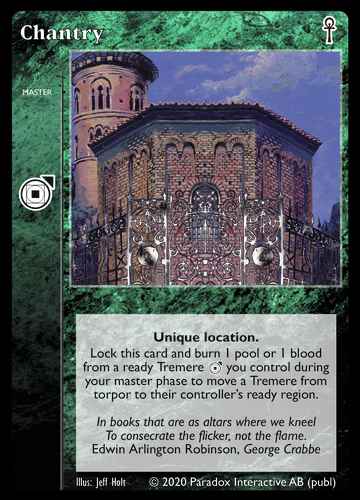 Chantry
MASTER
Unique location.
Lock this card and burn 1 pool or 1 blood
from a ready Tremere you control during
your master phase to move a Tremere from
torpor to their controller's ready region.
In books that are as altars where we kneel
To consecrate the flicker, not the flame.
Edwin Arlington Robinson, George Crabbe
Illus: Jeff Holt © 2020 Paradox Interactive AB (publ)